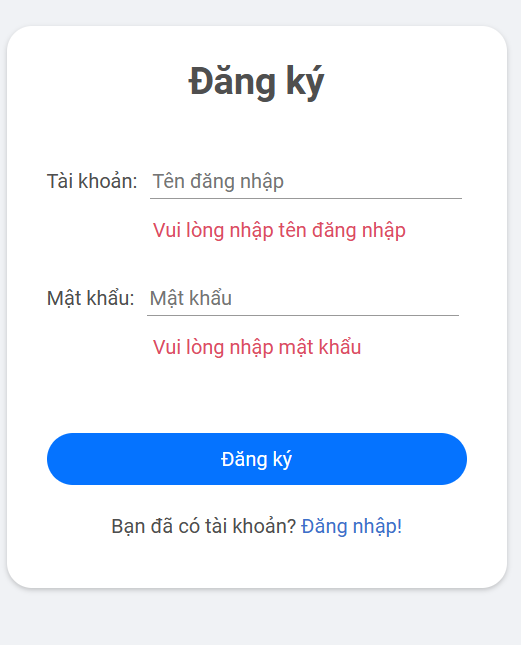 Đăng ký
Tài khoản: Tên đăng nhập
Vui lòng nhập tên đăng nhập
Mật khẩu: Mật khẩu
Vui lòng nhập mật khẩu
Đăng ký
Bạn đã có tài khoản? Đăng nhập!